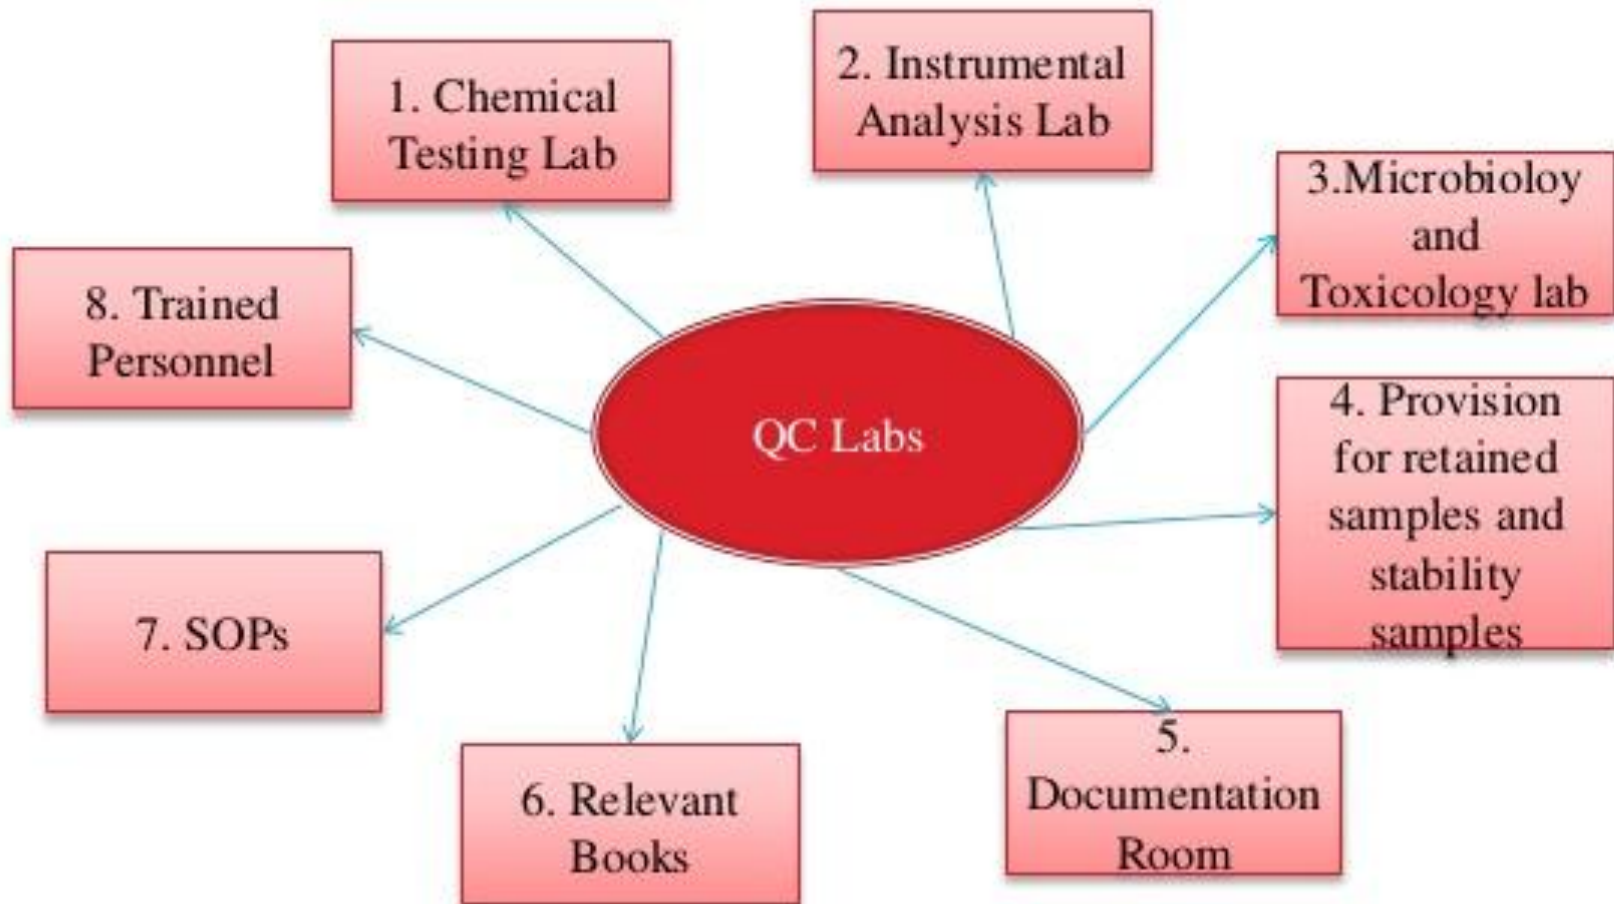 1. Chemical
Testing Lab
2. Instrumental
Analysis Lab
3.Microbioloy
and
Toxicology lab
4. Provision
for retained
samples and
stability
samples
5.
Documentation
Room
6. Relevant
Books
7. SOPs
8. Trained
Personnel
QC Labs